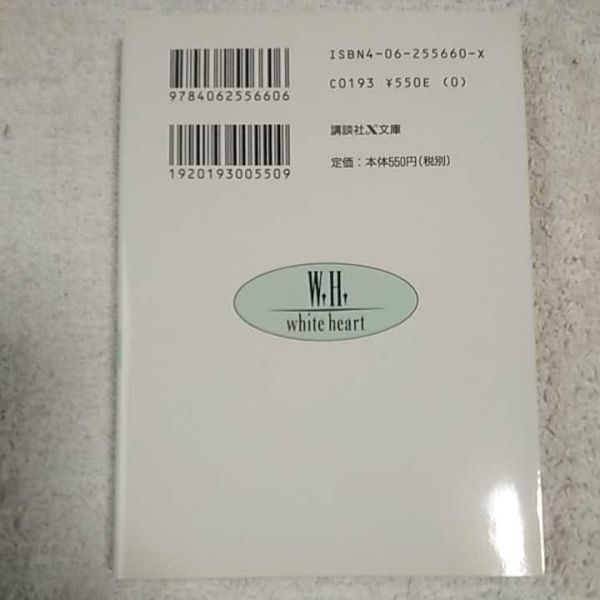 ISBN4-06-255660-X
9784062556606
C0193 ¥550E (0)
講談社X文庫
定価：本体550円(税別)
1920193005509
W.H.
white heart